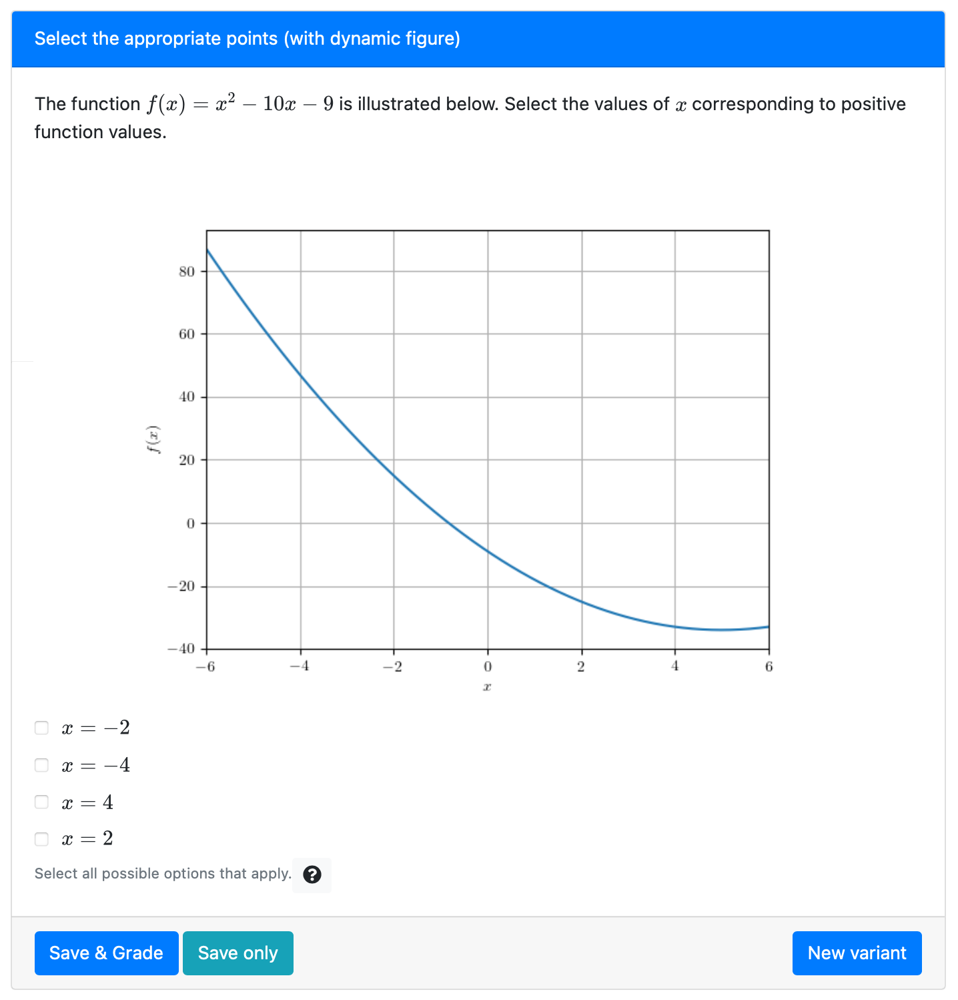 Select the appropriate points (with dynamic figure)
The function f(x) = x² − 10x − 9 is illustrated below. Select the values of x corresponding to positive
function values.
80
60
40
20
0
−20
−40
f(x)
−6 −4 −2 0 2 4 6
x
x = −2
x = −4
x = 4
x = 2
Select all possible options that apply. ?
Save & Grade Save only New variant